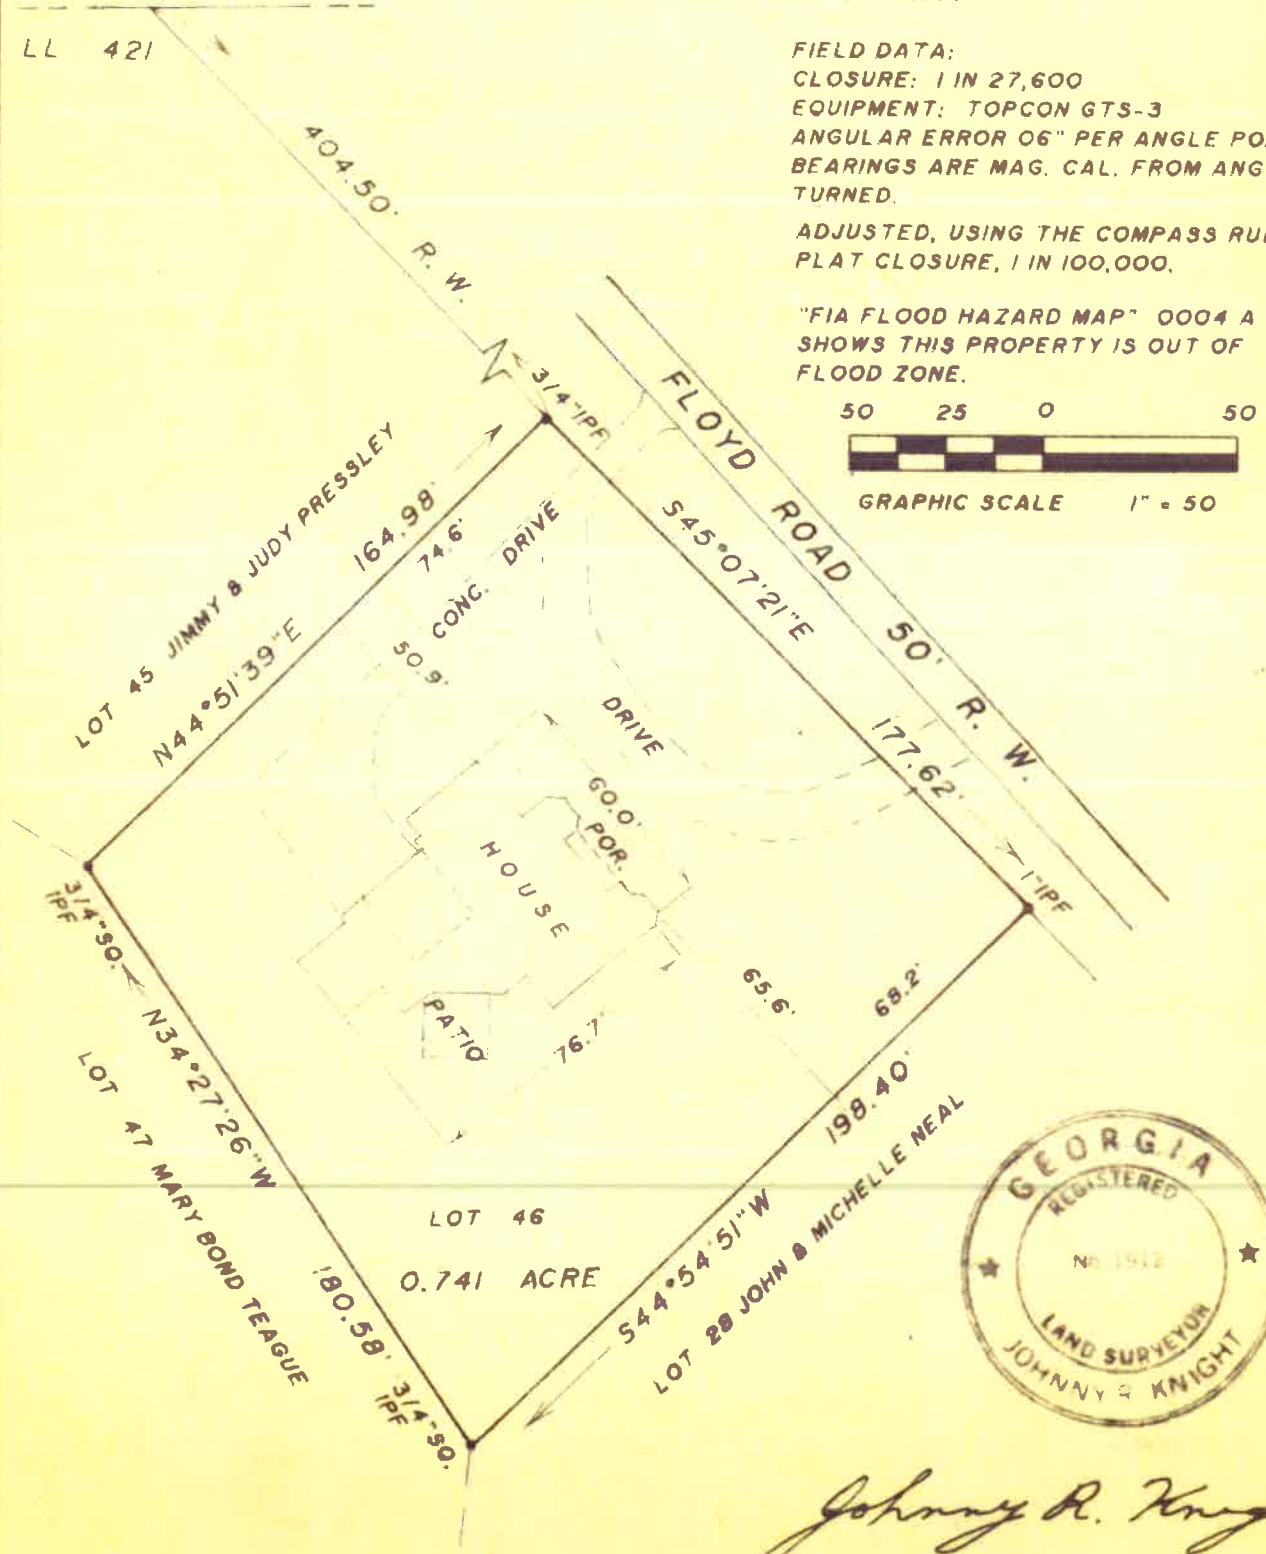 LL 421
404.50' R. W.
FIELD DATA:
CLOSURE: 1 IN 27,600
EQUIPMENT: TOPCON GTS-3
ANGULAR ERROR 06" PER ANGLE
BEARINGS ARE MAG. CAL. FROM
TURNED.
ADJUSTED, USING THE COMPASS
PLAT CLOSURE, 1 IN 100,000.
"FIA FLOOD HAZARD MAP" 0004 A
SHOWS THIS PROPERTY IS OUT OF
FLOOD ZONE.
50 25 0 50
GRAPHIC SCALE 1" = 50
N
3/4" IPF
FLOYD ROAD 50' R. W.
S45°07'21"E
177.62'
1" IPF
LOT 45 JIMMY & JUDY PRESSLEY
N44°51'39"E
164.98'
74.6'
CONC. DRIVE
50.9'
DRIVE
60.0'
POR.
HOUSE
PATIO
76.7'
65.6'
68.2'
198.40'
S44°54'51"W
LOT 28 JOHN & MICHELLE NEAL
3/4" SQ.
IPF
N34°27'26"W
180.58'
LOT 47 MARY BOND TEAGUE
3/4" SQ.
IPF
LOT 46
0.741 ACRE
GEORGIA
REGISTERED
No. 1912
LAND SURVEYOR
JOHNNY R KNIGHT
Johnny R.